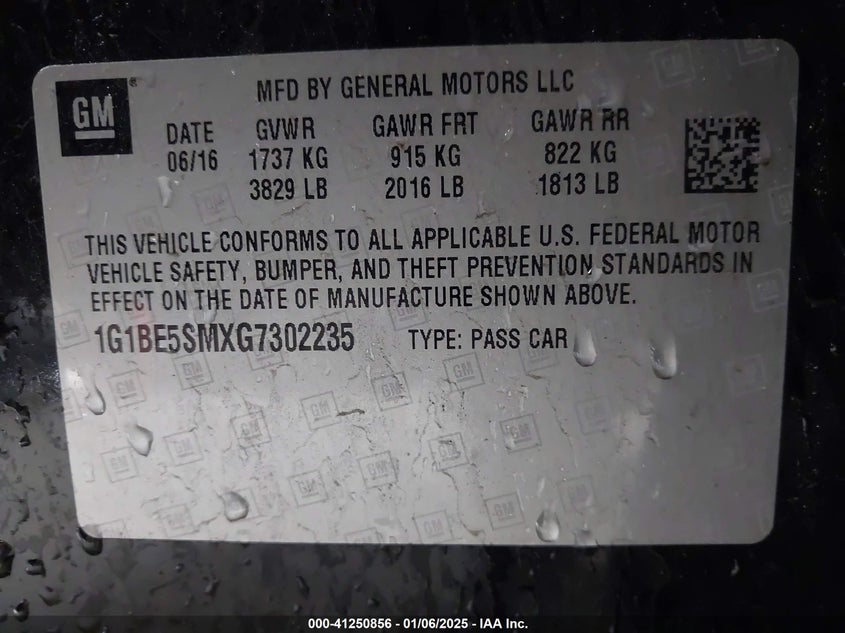 GM
MFD BY GENERAL MOTORS LLC
DATE GVWR GAWR FRT GAWR RR
06/16 1737 KG 915 KG 822 KG
3829 LB 2016 LB 1813 LB
THIS VEHICLE CONFORMS TO ALL APPLICABLE U.S. FEDERAL MOTOR
VEHICLE SAFETY, BUMPER, AND THEFT PREVENTION STANDARDS IN
EFFECT ON THE DATE OF MANUFACTURE SHOWN ABOVE.
1G1BE5SMXG7302235 TYPE: PASS CAR
000-41250856 - 01/06/2025 - IAA Inc.